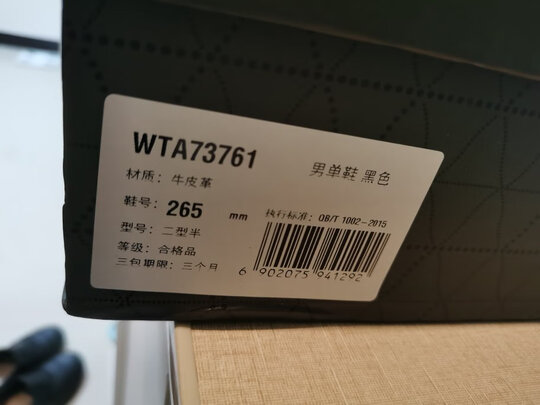 WTA73761
男单鞋 黑色
材质：牛皮革
鞋号：265 mm
执行标准：QB/T 1002-2015
型号：二型半
等级：合格品
三包期限：三个月
6 902075 941292